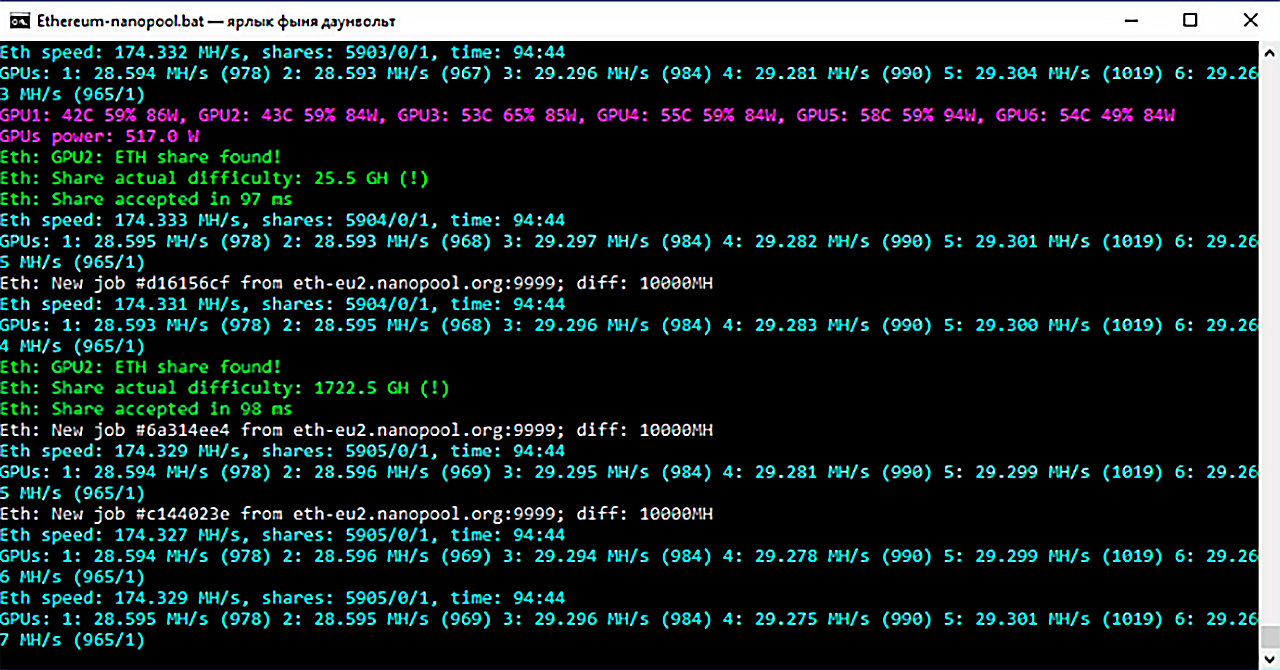 Ethereum-nanopool.bat — ярлык фыня даунвольт
Eth speed: 174.332 MH/s, shares: 5903/0/1, time: 94:44
GPUs: 1: 28.594 MH/s (978) 2: 28.593 MH/s (967) 3: 29.296 MH/s (984) 4: 29.281 MH/s (990) 5: 29.304 MH/s (1019) 6: 29.26
3 MH/s (965/1)
GPU1: 42C 59% 86W, GPU2: 43C 59% 84W, GPU3: 53C 65% 85W, GPU4: 55C 59% 84W, GPU5: 58C 59% 94W, GPU6: 54C 49% 84W
GPUs power: 517.0 W
Eth: GPU2: ETH share found!
Eth: Share actual difficulty: 25.5 GH (!)
Eth: Share accepted in 97 ms
Eth speed: 174.333 MH/s, shares: 5904/0/1, time: 94:44
GPUs: 1: 28.595 MH/s (978) 2: 28.593 MH/s (968) 3: 29.297 MH/s (984) 4: 29.282 MH/s (990) 5: 29.301 MH/s (1019) 6: 29.26
5 MH/s (965/1)
Eth: New job #d16156cf from eth-eu2.nanopool.org:9999; diff: 10000MH
Eth speed: 174.331 MH/s, shares: 5904/0/1, time: 94:44
GPUs: 1: 28.593 MH/s (978) 2: 28.595 MH/s (968) 3: 29.296 MH/s (984) 4: 29.283 MH/s (990) 5: 29.300 MH/s (1019) 6: 29.26
4 MH/s (965/1)
Eth: GPU2: ETH share found!
Eth: Share actual difficulty: 1722.5 GH (!)
Eth: Share accepted in 98 ms
Eth: New job #6a314ee4 from eth-eu2.nanopool.org:9999; diff: 10000MH
Eth speed: 174.329 MH/s, shares: 5905/0/1, time: 94:44
GPUs: 1: 28.594 MH/s (978) 2: 28.596 MH/s (969) 3: 29.295 MH/s (984) 4: 29.281 MH/s (990) 5: 29.299 MH/s (1019) 6: 29.26
5 MH/s (965/1)
Eth: New job #c144023e from eth-eu2.nanopool.org:9999; diff: 10000MH
Eth speed: 174.327 MH/s, shares: 5905/0/1, time: 94:44
GPUs: 1: 28.594 MH/s (978) 2: 28.596 MH/s (969) 3: 29.294 MH/s (984) 4: 29.278 MH/s (990) 5: 29.299 MH/s (1019) 6: 29.26
6 MH/s (965/1)
Eth speed: 174.329 MH/s, shares: 5905/0/1, time: 94:44
GPUs: 1: 28.595 MH/s (978) 2: 28.595 MH/s (969) 3: 29.296 MH/s (984) 4: 29.275 MH/s (990) 5: 29.301 MH/s (1019) 6: 29.26
7 MH/s (965/1)